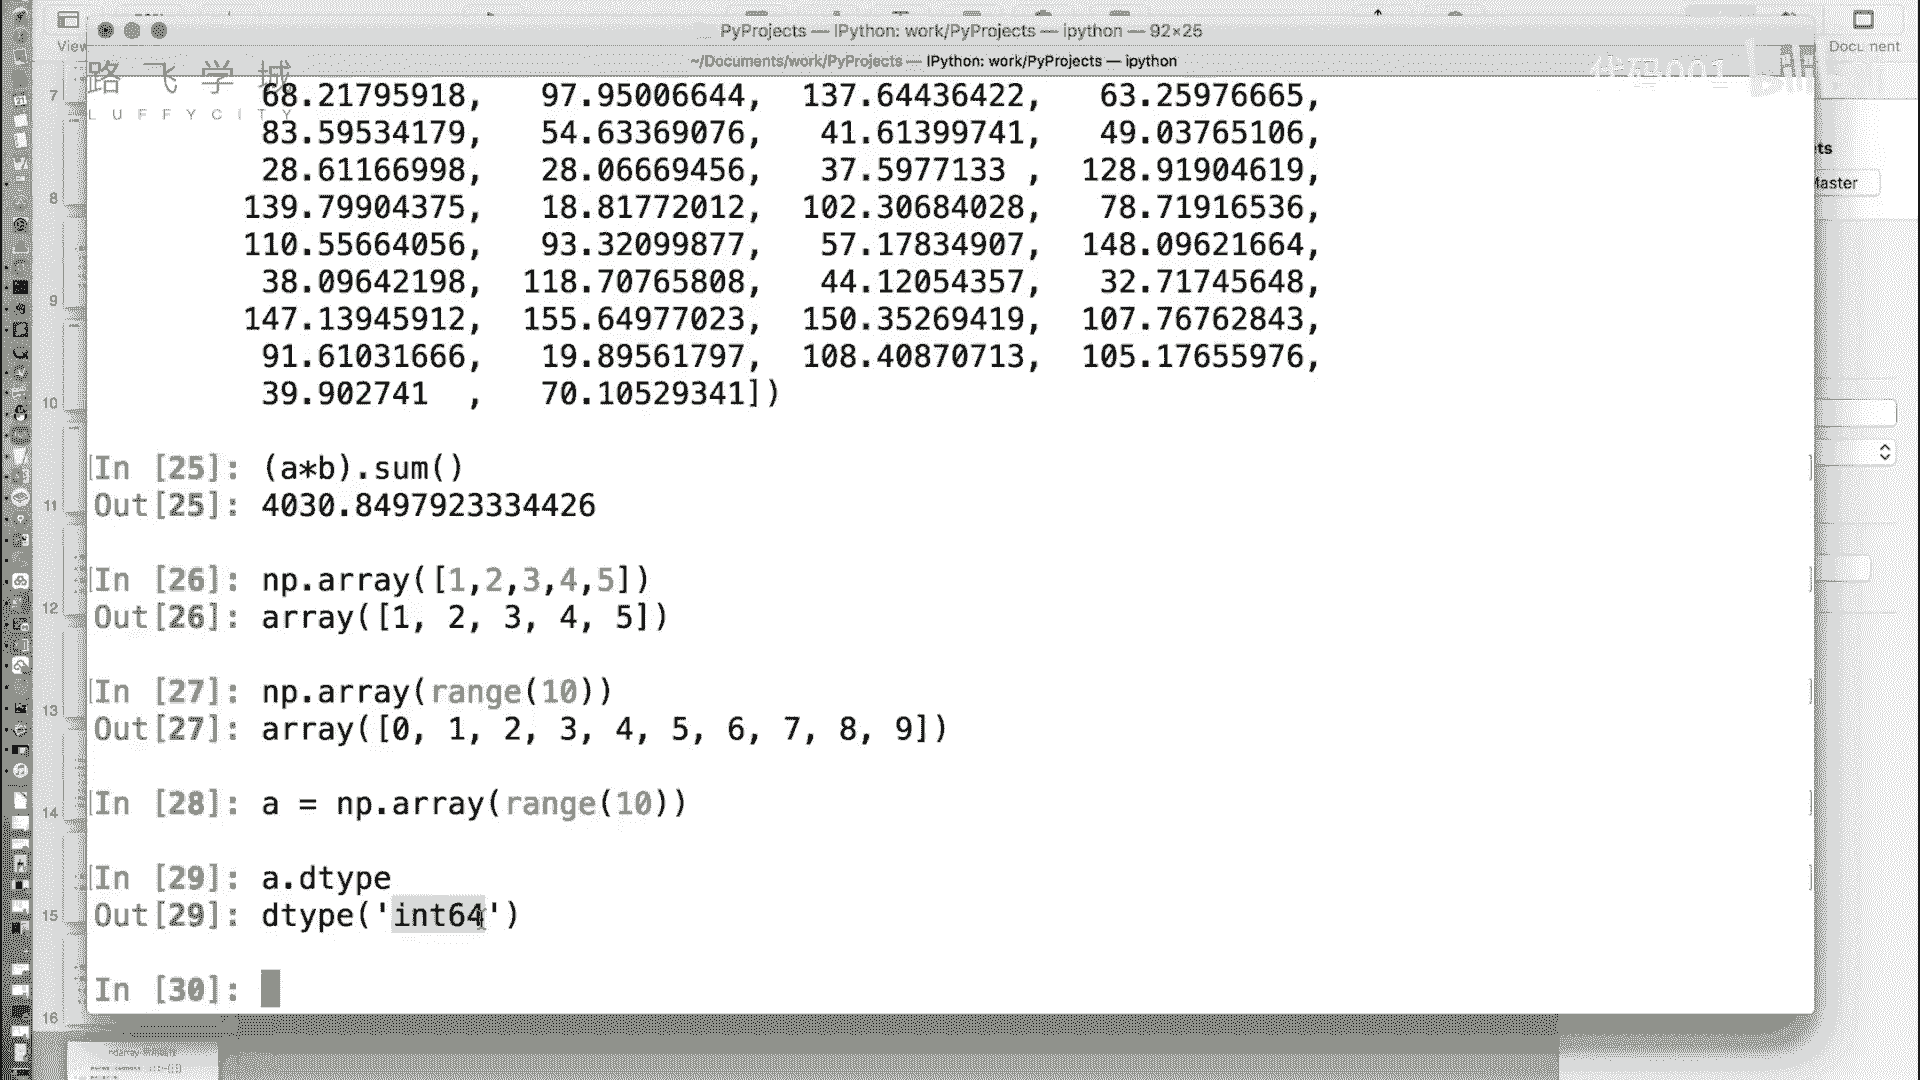 PyProjects — IPython: work/PyProjects — ipython — 92×25
~/Documents/work/PyProjects — IPython: work/PyProjects — ipython
View
路飞学城
LUFFYCITY
68.21795918, 97.95006644, 137.64436422, 63.25976665,
83.59534179, 54.63369076, 41.61399741, 49.03765106,
28.61166998, 28.06669456, 37.5977133 , 128.91904619,
139.79904375, 18.81772012, 102.30684028, 78.71916536,
110.55664056, 93.32099877, 57.17834907, 148.09621664,
38.09642198, 118.70765808, 44.12054357, 32.71745648,
147.13945912, 155.64977023, 150.35269419, 107.76762843,
91.61031666, 19.89561797, 108.40870713, 105.17655976,
39.902741 , 70.10529341])
In [25]: (a*b).sum()
Out[25]: 4030.8497923334426
In [26]: np.array([1,2,3,4,5])
Out[26]: array([1, 2, 3, 4, 5])
In [27]: np.array(range(10))
Out[27]: array([0, 1, 2, 3, 4, 5, 6, 7, 8, 9])
In [28]: a = np.array(range(10))
In [29]: a.dtype
Out[29]: dtype('int64')
In [30]:
7
8
9
10
11
12
13
14
15
16